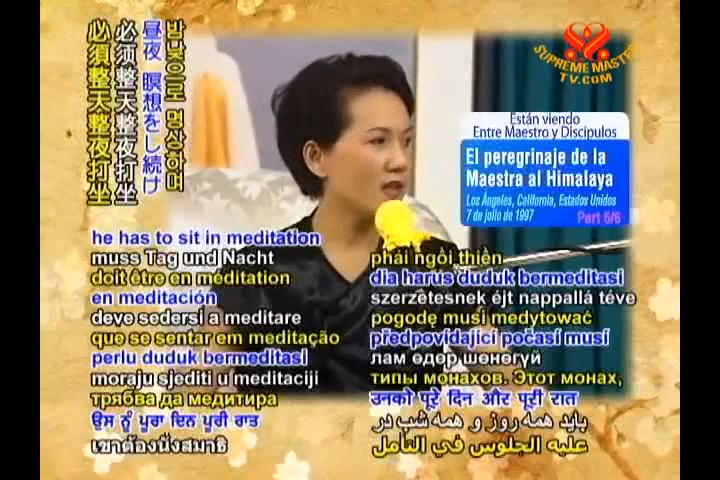 必須整天整夜打坐
必须整天整夜打坐
昼夜 瞑想をし続け
밤낮으로 명상하며
SUPREME MASTER
TV.COM
Están viendo
Entre Maestro y Discípulos
El peregrinaje de la
Maestra al Himalaya
Los Ángeles, California, Estados Unidos
7 de julio de 1997
Part 5/6
he has to sit in meditation
muss Tag und Nacht
doit être en méditation
en meditación
deve sedersi a meditare
que se sentar em meditação
perlu duduk bermeditasi
moraju sjediti u meditaciji
трябва да медитира
ਉਸ ਨੂੰ ਪੂਰਾ ਦਿਨ ਪੂਰੀ ਰਾਤ
เขาต้องนั่งสมาธิ
phải ngồi thiền
dia harus duduk bermeditasi
szerzetesnek éjt nappallá téve
pogodę musi medytować
předpovídající počasí musí
лам өдөр шөнөгүй
типы монахов. Этот монах,
उनको पूरे दिन और पूरी रात
باید همه روز و همه شب در
عليه الجلوس في التأمل